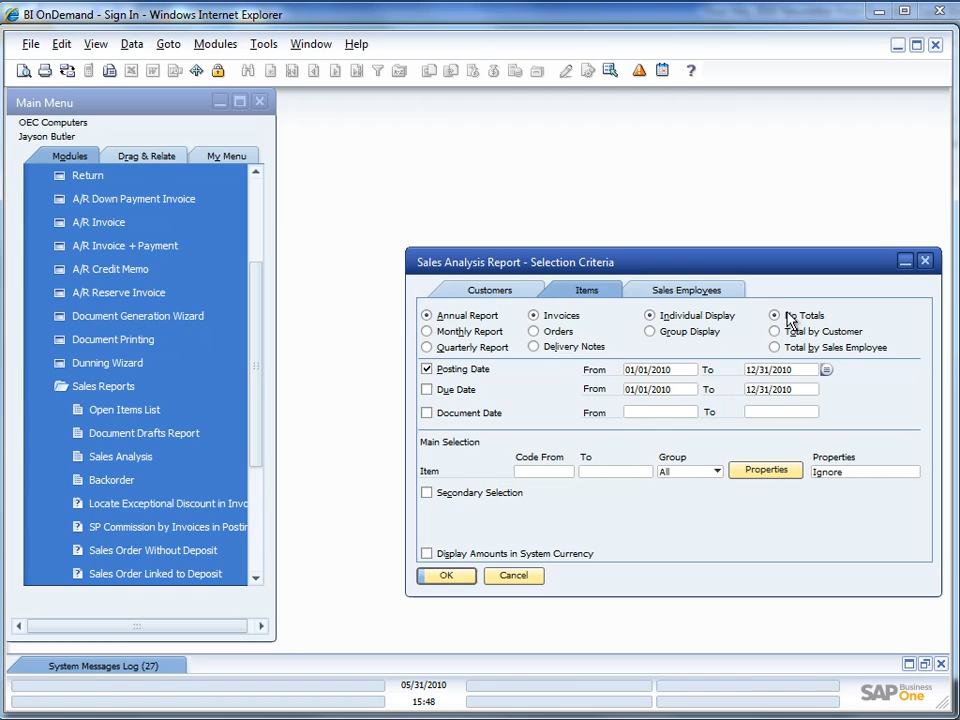 BI OnDemand - Sign In - Windows Internet Explorer
File Edit View Data Goto Modules Tools Window Help
Main Menu
OEC Computers
Jayson Butler
Modules Drag & Relate My Menu
Return
A/R Down Payment Invoice
A/R Invoice
A/R Invoice + Payment
A/R Credit Memo
A/R Reserve Invoice
Document Generation Wizard
Document Printing
Dunning Wizard
Sales Reports
Open Items List
Document Drafts Report
Sales Analysis
Backorder
Locate Exceptional Discount in Invo
SP Commission by Invoices in Postin
Sales Order Without Deposit
Sales Order Linked to Deposit
Sales Analysis Report - Selection Criteria
Customers Items Sales Employees
Annual Report Invoices Individual Display No Totals
Monthly Report Orders Group Display Total by Customer
Quarterly Report Delivery Notes Total by Sales Employee
Posting Date From 01/01/2010 To 12/31/2010
Due Date From 01/01/2010 To 12/31/2010
Document Date From To
Main Selection
Code From To Group Properties
Item All Properties Ignore
Secondary Selection
Display Amounts in System Currency
OK Cancel
System Messages Log (27)
05/31/2010
15:48
SAP Business One